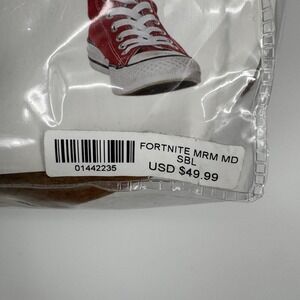 FORTNITE MRM MD
SBL
01442235
USD $49.99